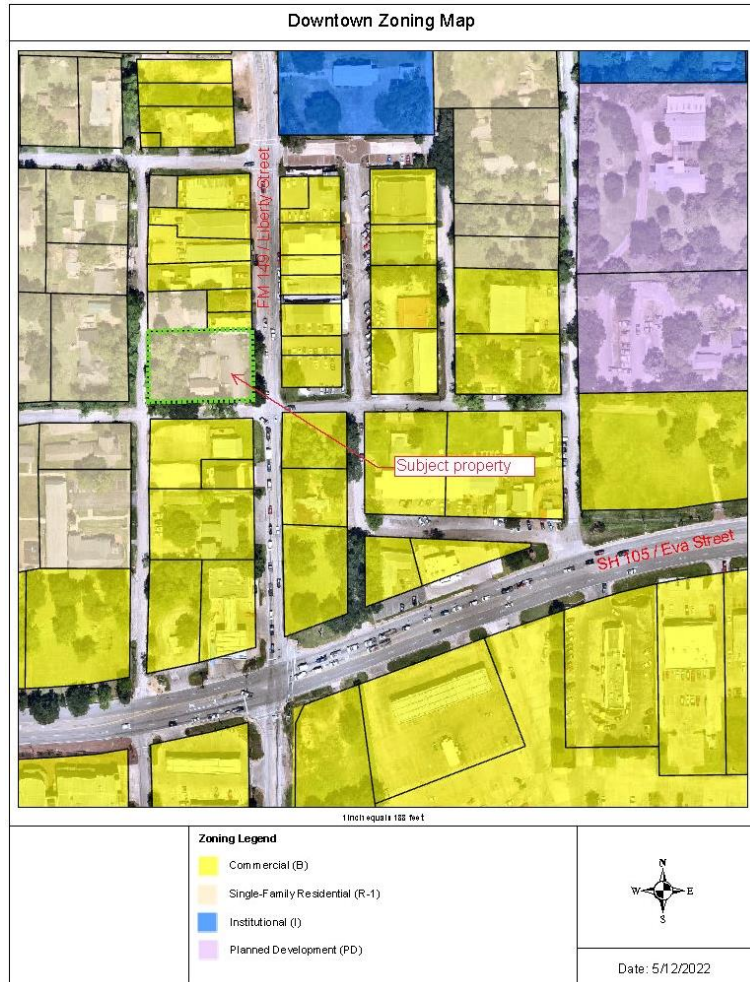 Downtown Zoning Map
FM 149 / Liberty Street
Subject property
SH 105 / Eva Street
1 inch equals 188 feet
Zoning Legend
Commercial (B)
Single-Family Residential (R-1)
Institutional (I)
Planned Development (PD)
N
W E
S
Date: 5/12/2022